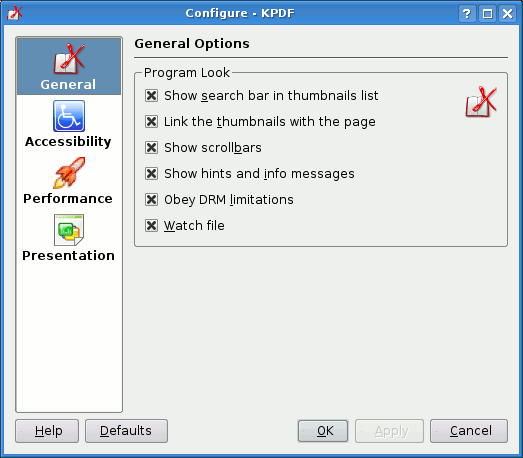 Configure - KPDF
General
Accessibility
Performance
Presentation
General Options
Program Look
Show search bar in thumbnails list
Link the thumbnails with the page
Show scrollbars
Show hints and info messages
Obey DRM limitations
Watch file
Help
Defaults
OK
Apply
Cancel